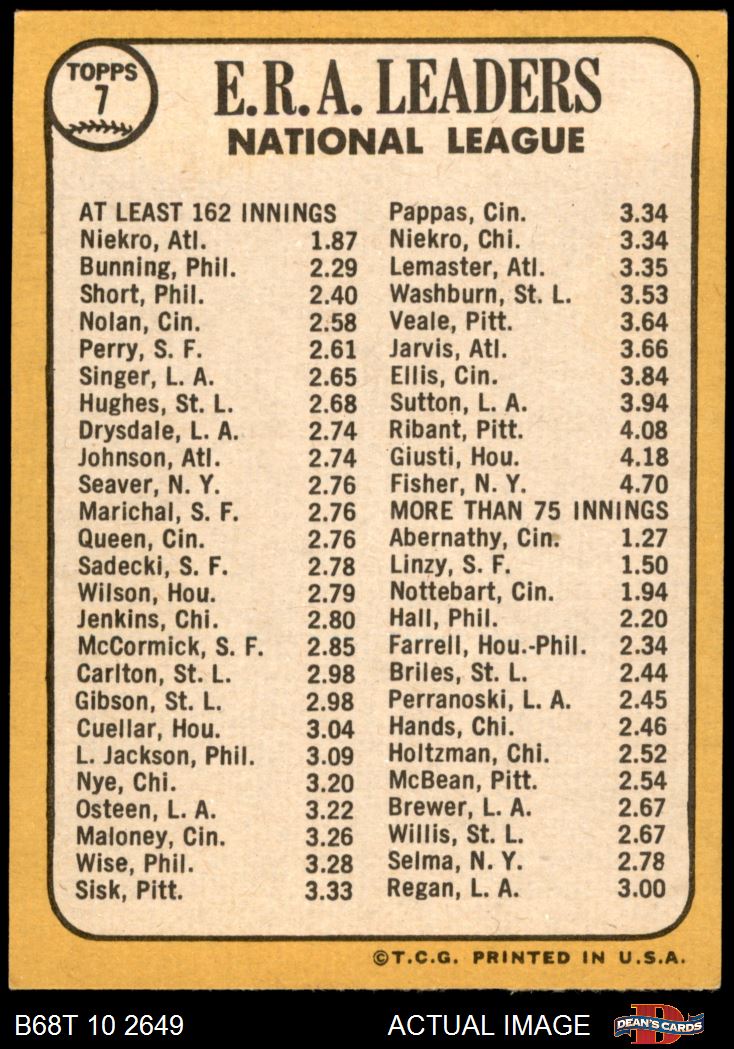 TOPPS
7
E.R.A. LEADERS
NATIONAL LEAGUE
AT LEAST 162 INNINGS
Niekro, Atl. 1.87
Bunning, Phil. 2.29
Short, Phil. 2.40
Nolan, Cin. 2.58
Perry, S. F. 2.61
Singer, L. A. 2.65
Hughes, St. L. 2.68
Drysdale, L. A. 2.74
Johnson, Atl. 2.74
Seaver, N. Y. 2.76
Marichal, S. F. 2.76
Queen, Cin. 2.76
Sadecki, S. F. 2.78
Wilson, Hou. 2.79
Jenkins, Chi. 2.80
McCormick, S. F. 2.85
Carlton, St. L. 2.98
Gibson, St. L. 2.98
Cuellar, Hou. 3.04
L. Jackson, Phil. 3.09
Nye, Chi. 3.20
Osteen, L. A. 3.22
Maloney, Cin. 3.26
Wise, Phil. 3.28
Sisk, Pitt. 3.33
Pappas, Cin. 3.34
Niekro, Chi. 3.34
Lemaster, Atl. 3.35
Washburn, St. L. 3.53
Veale, Pitt. 3.64
Jarvis, Atl. 3.66
Ellis, Cin. 3.84
Sutton, L. A. 3.94
Ribant, Pitt. 4.08
Giusti, Hou. 4.18
Fisher, N. Y. 4.70
MORE THAN 75 INNINGS
Abernathy, Cin. 1.27
Linzy, S. F. 1.50
Nottebart, Cin. 1.94
Hall, Phil. 2.20
Farrell, Hou.-Phil. 2.34
Briles, St. L. 2.44
Perranoski, L. A. 2.45
Hands, Chi. 2.46
Holtzman, Chi. 2.52
McBean, Pitt. 2.54
Brewer, L. A. 2.67
Willis, St. L. 2.67
Selma, N. Y. 2.78
Regan, L. A. 3.00
©T.C.G. PRINTED IN U.S.A.
B68T 10 2649 ACTUAL IMAGE
D
DEAN'S CARDS